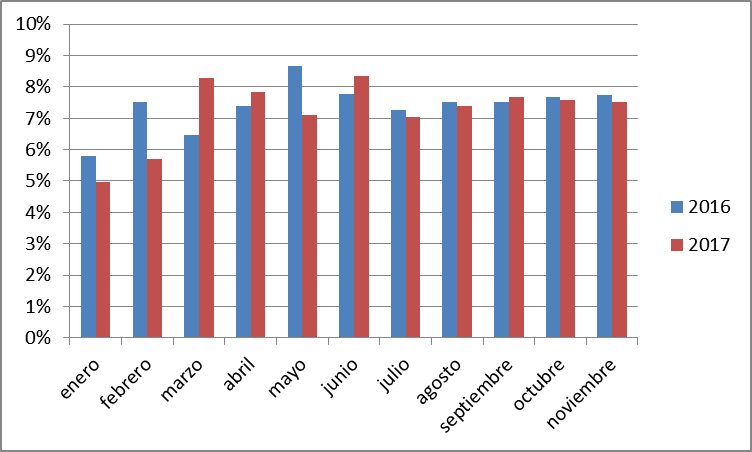 10%
9%
8%
7%
6%
5%
4%
3%
2%
1%
0%
enero
febrero
marzo
abril
mayo
junio
julio
agosto
septiembre
octubre
noviembre
2016
2017